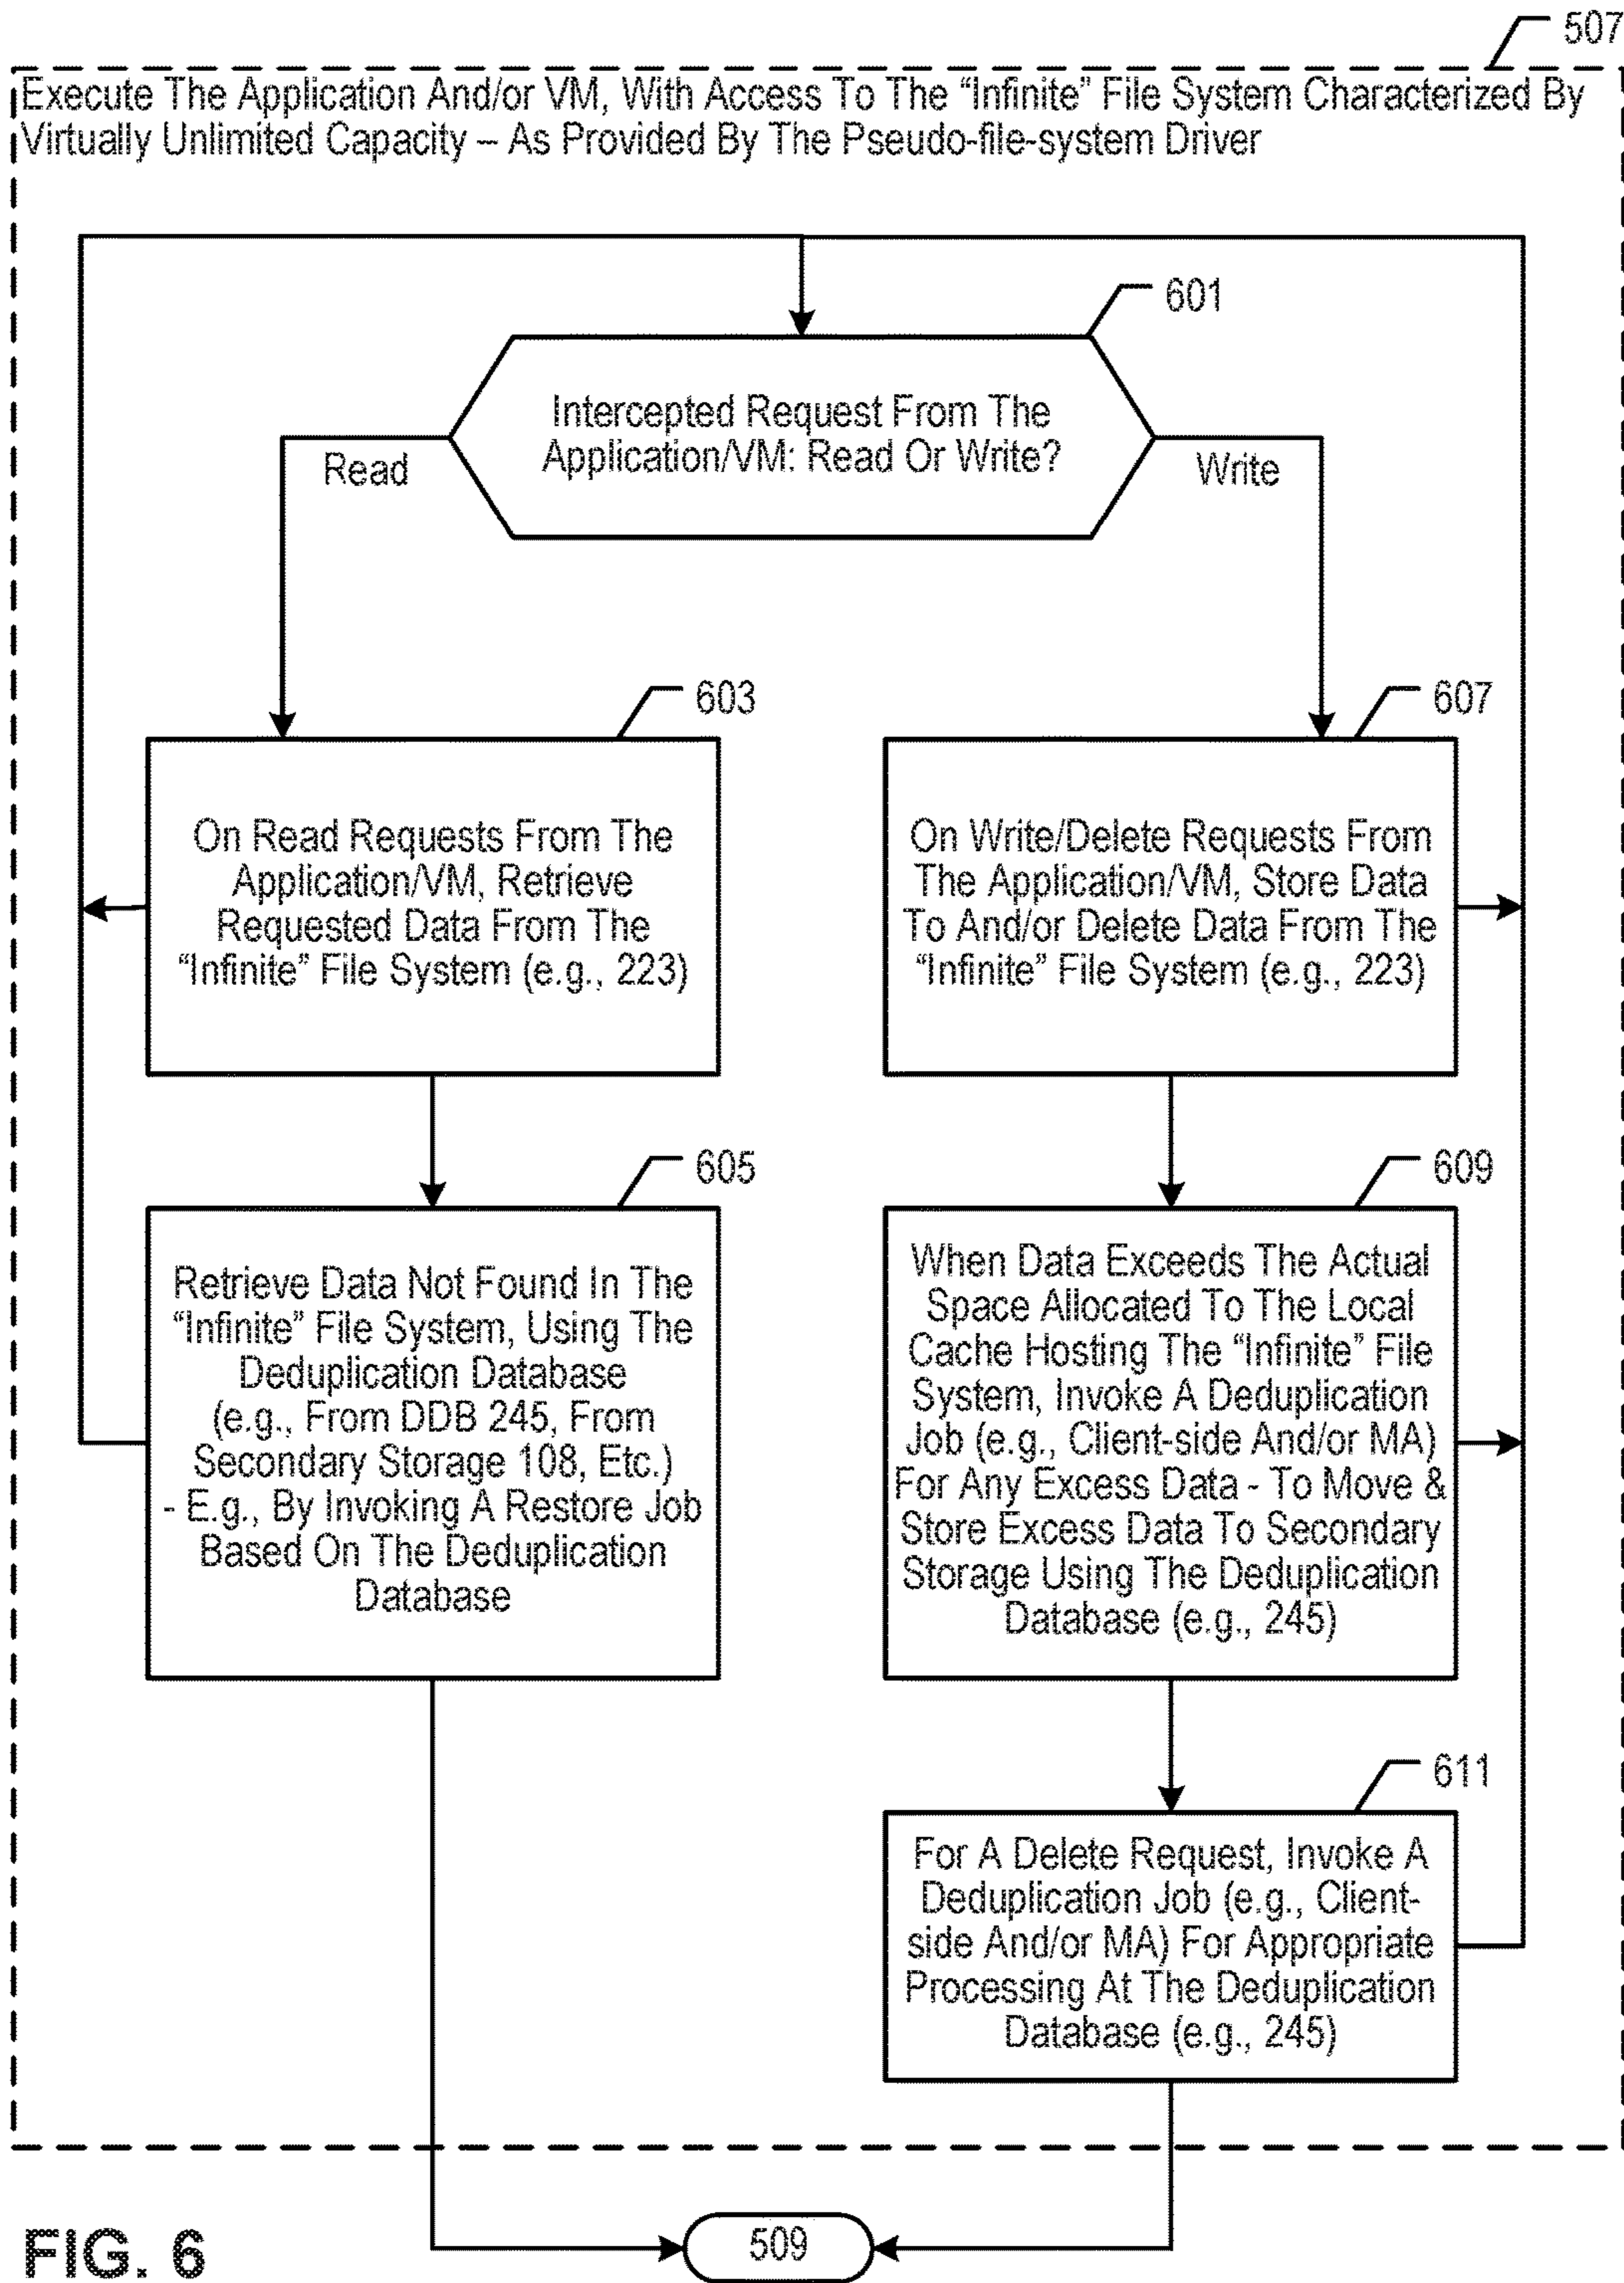 507
Execute The Application And/or VM, With Access To The “Infinite” File System Characterized By
Virtually Unlimited Capacity – As Provided By The Pseudo-file-system Driver
601
Intercepted Request From The
Application/VM: Read Or Write?
Read
Write
603
On Read Requests From The
Application/VM, Retrieve
Requested Data From The
“Infinite” File System (e.g., 223)
607
On Write/Delete Requests From
The Application/VM, Store Data
To And/or Delete Data From The
“Infinite” File System (e.g., 223)
605
Retrieve Data Not Found In The
“Infinite” File System, Using The
Deduplication Database
(e.g., From DDB 245, From
Secondary Storage 108, Etc.)
- E.g., By Invoking A Restore Job
Based On The Deduplication
Database
609
When Data Exceeds The Actual
Space Allocated To The Local
Cache Hosting The “Infinite” File
System, Invoke A Deduplication
Job (e.g., Client-side And/or MA)
For Any Excess Data - To Move &
Store Excess Data To Secondary
Storage Using The Deduplication
Database (e.g., 245)
611
For A Delete Request, Invoke A
Deduplication Job (e.g., Client-
side And/or MA) For Appropriate
Processing At The Deduplication
Database (e.g., 245)
509
FIG. 6